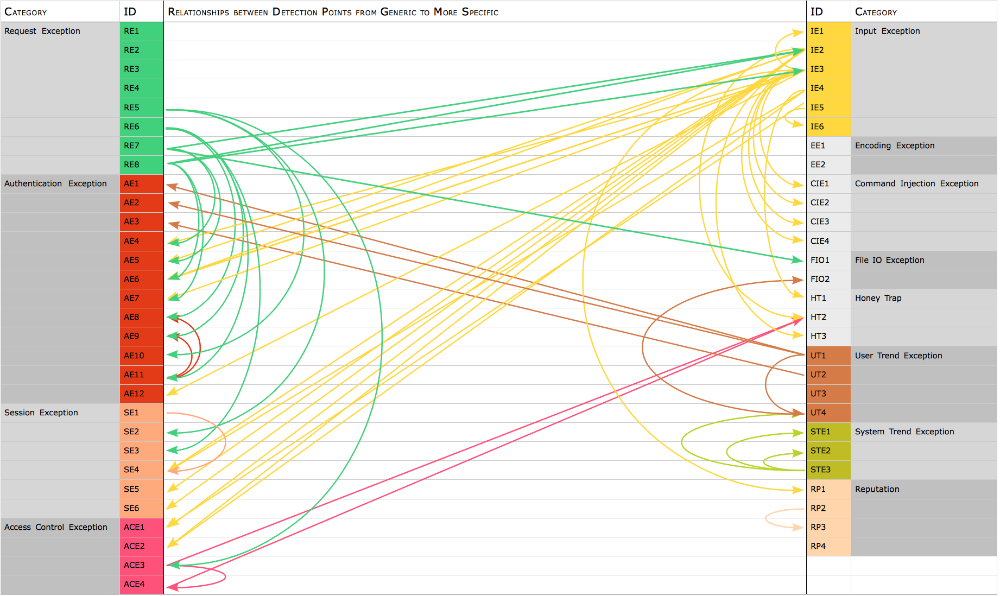 Category ID Relationships between Detection Points from Generic to More Specific ID Category
Request Exception RE1 IE1 Input Exception
RE2 IE2
RE3 IE3
RE4 IE4
RE5 IE5
RE6 IE6
RE7 EE1 Encoding Exception
RE8 EE2
Authentication Exception AE1 CIE1 Command Injection Exception
AE2 CIE2
AE3 CIE3
AE4 CIE4
AE5 FIO1 File IO Exception
AE6 FIO2
AE7 HT1 Honey Trap
AE8 HT2
AE9 HT3
AE10 UT1 User Trend Exception
AE11 UT2
AE12 UT3
Session Exception SE1 UT4
SE2 STE1 System Trend Exception
SE3 STE2
SE4 STE3
SE5 RP1 Reputation
SE6 RP2
Access Control Exception ACE1 RP3
ACE2 RP4
ACE3
ACE4